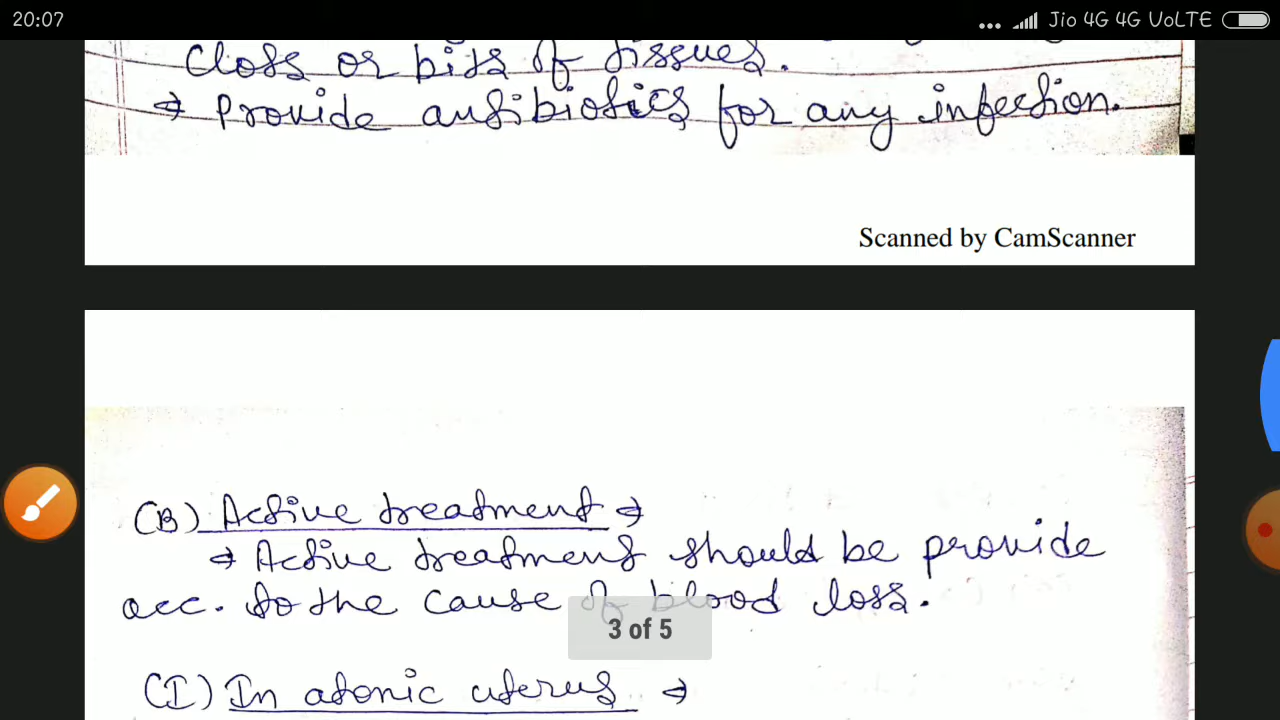 20:07 ... Jio 4G 4G VoLTE
Clots or bits of tissues.
→ Provide antibiotics for any infection.
Scanned by CamScanner
(B) Active treatment →
→ Active treatment should be provide
acc. to the cause of blood loss.
3 of 5
(I) In atonic uterus →